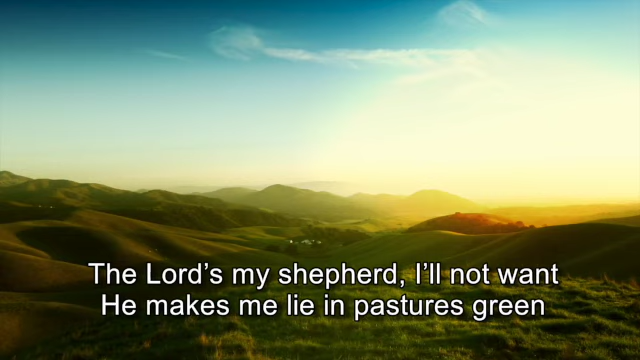 The Lord’s my shepherd, I’ll not want
He makes me lie in pastures green